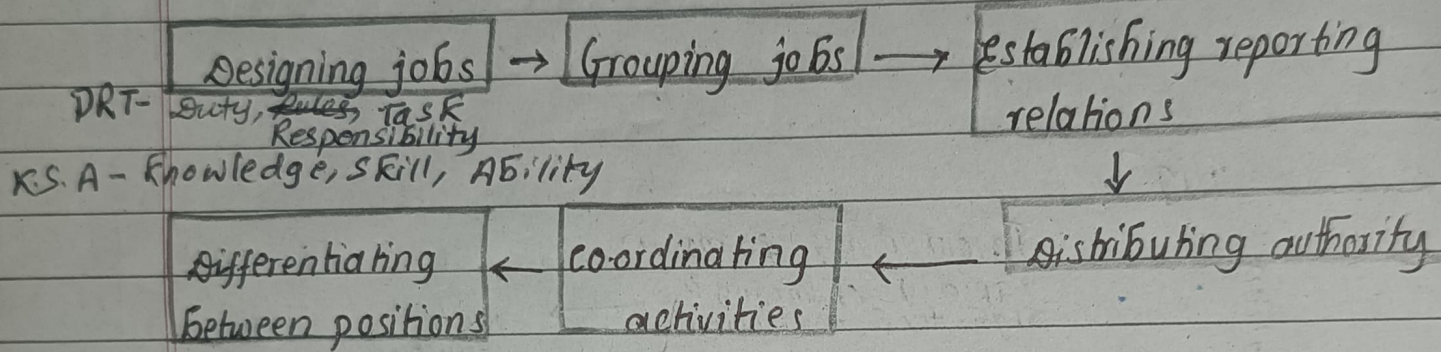 Designing jobs → Grouping jobs → Establishing reporting
relations
DRT- Duty, Rules, Task
Responsibility
K.S.A - Knowledge, Skill, Ability
↓
Differentiating ← Co-ordinating ← Distributing authority
between positions activities